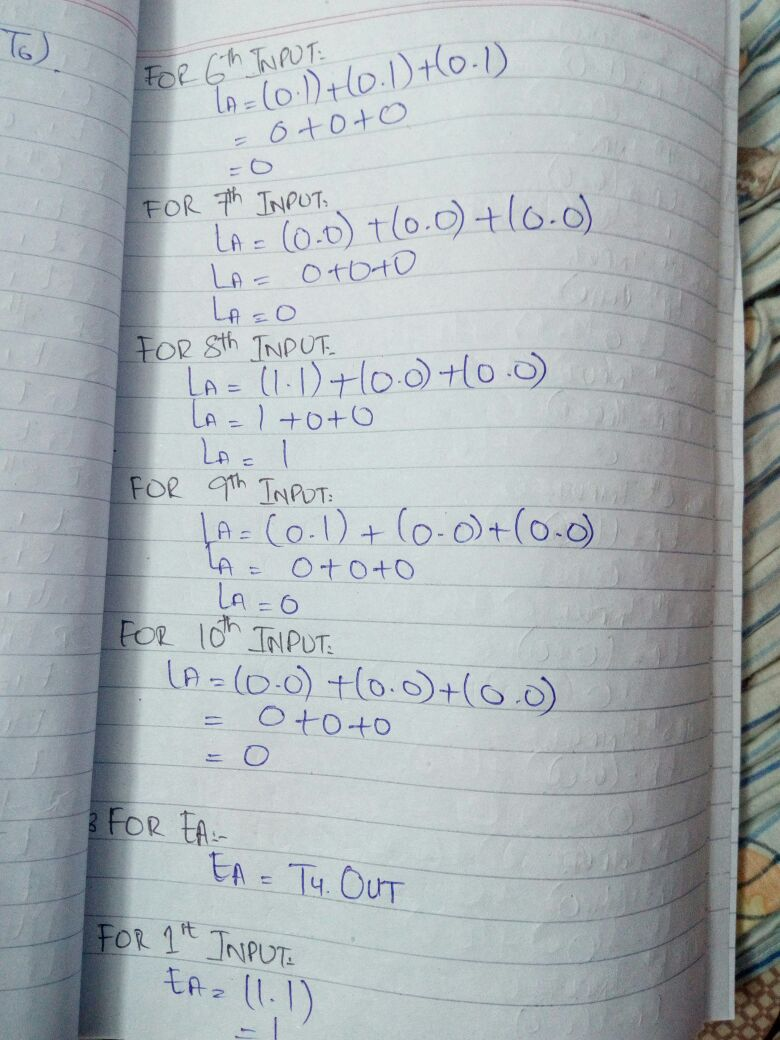 T6).
FOR 6th INPUT:
LA = (0.1)+(0.1)+(0.1)
= 0+0+0
= 0
FOR 7th INPUT:
LA = (0.0) +(0.0) +(0.0)
LA = 0+0+0
LA = 0
FOR 8th INPUT:
LA = (1.1)+(0.0)+(0.0)
LA = 1 +0+0
LA = 1
FOR 9th INPUT:
LA = (0.1) + (0.0)+(0.0)
LA = 0+0+0
LA = 0
FOR 10th INPUT:
LA = (0.0) +(0.0)+(0.0)
= 0+0+0
= 0
3 FOR EA:-
EA = T4. OUT
FOR 1st INPUT:
EA = (1.1)
= 1